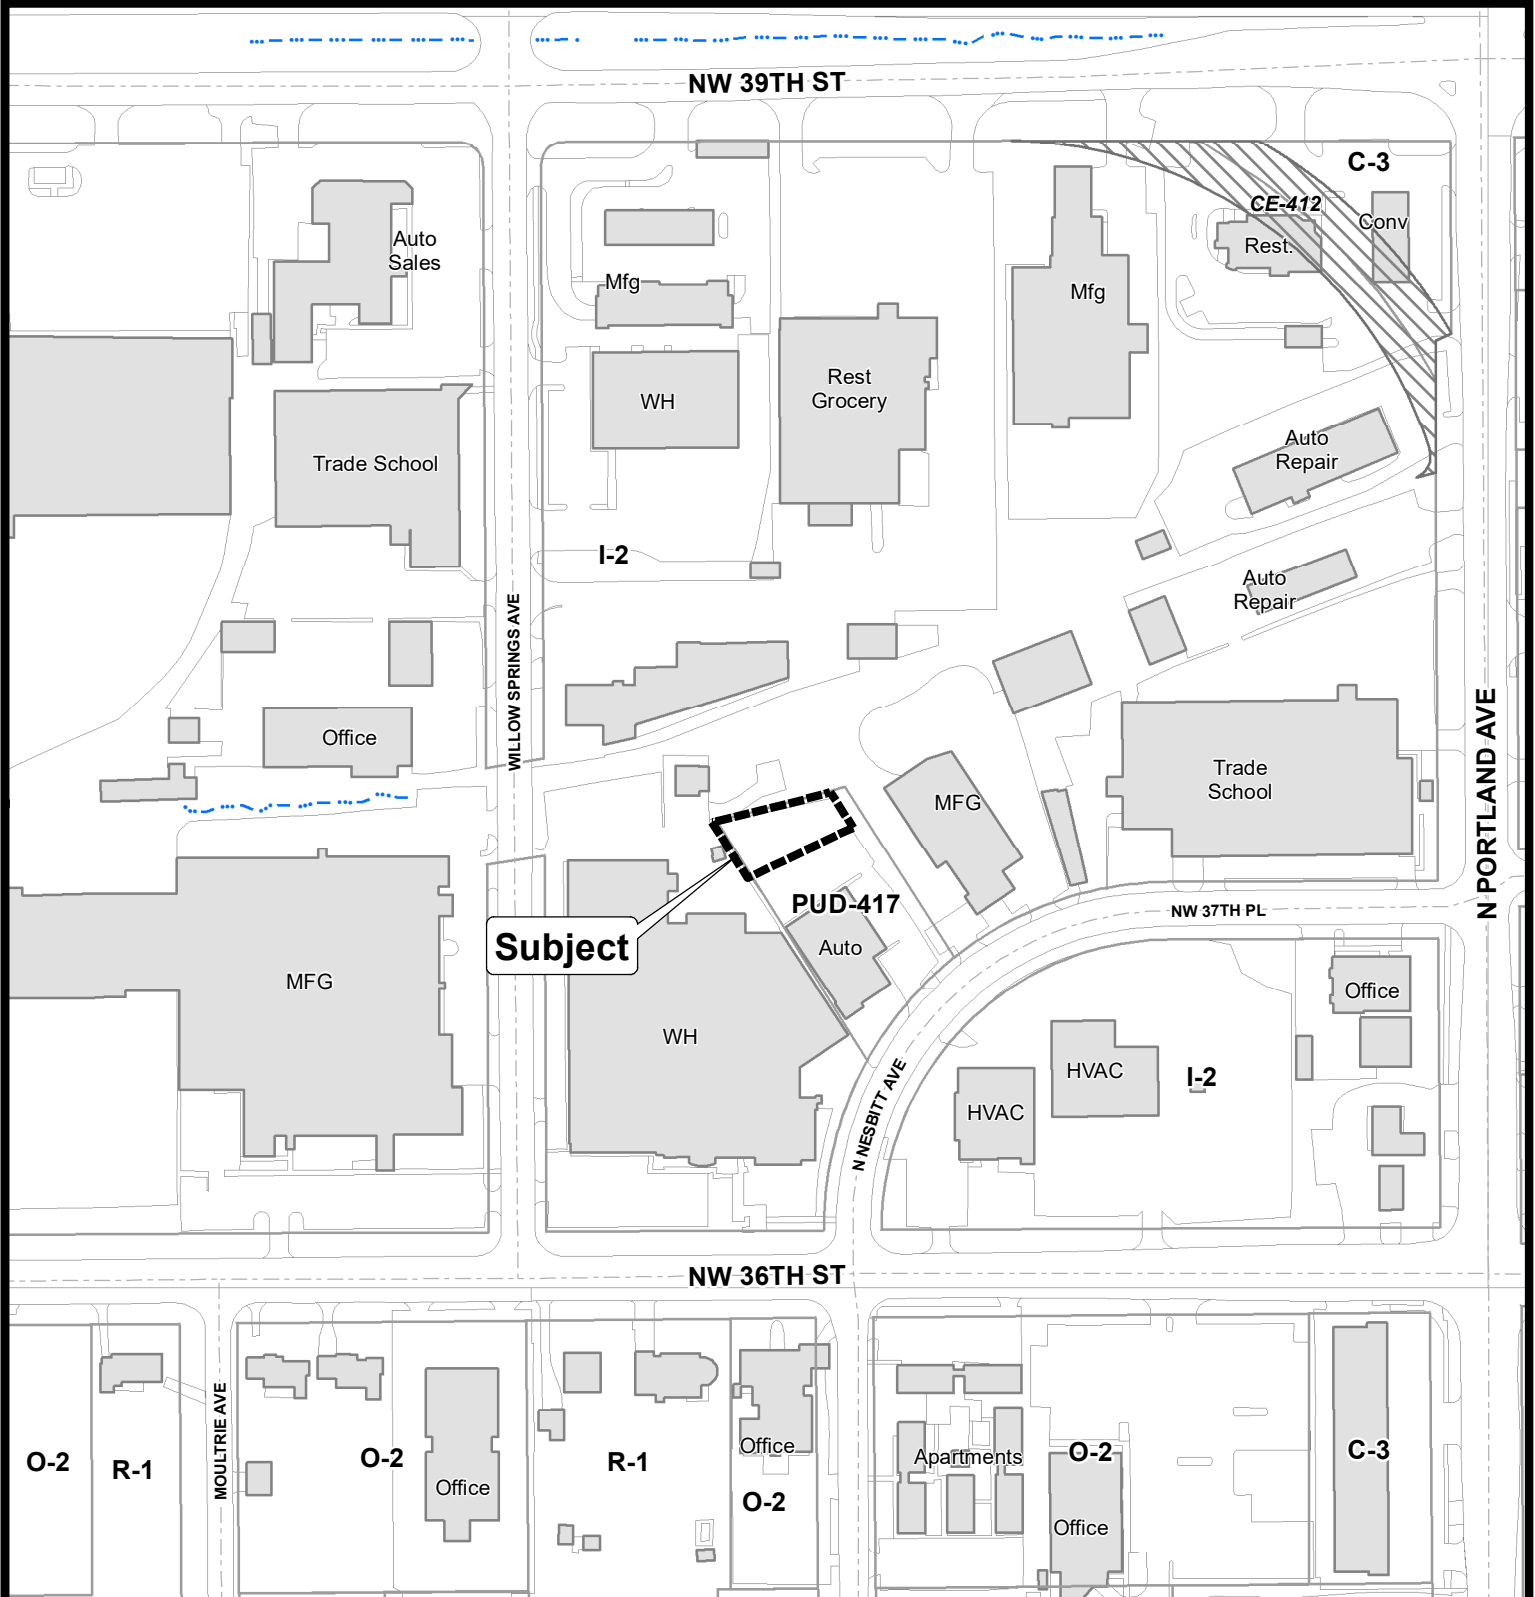 NW 39TH ST
C-3
CE-412
Conv
Rest.
Auto
Sales
Mfg
Mfg
WH
Rest
Grocery
Trade School
Auto
Repair
I-2
Auto
Repair
WILLOW SPRINGS AVE
Office
Trade
School
MFG
N PORTLAND AVE
PUD-417
NW 37TH PL
Subject
Auto
MFG
Office
WH
HVAC
I-2
HVAC
N NESBITT AVE
NW 36TH ST
MOULTRIE AVE
O-2
R-1
O-2
Office
R-1
Office
O-2
Apartments
O-2
Office
C-3